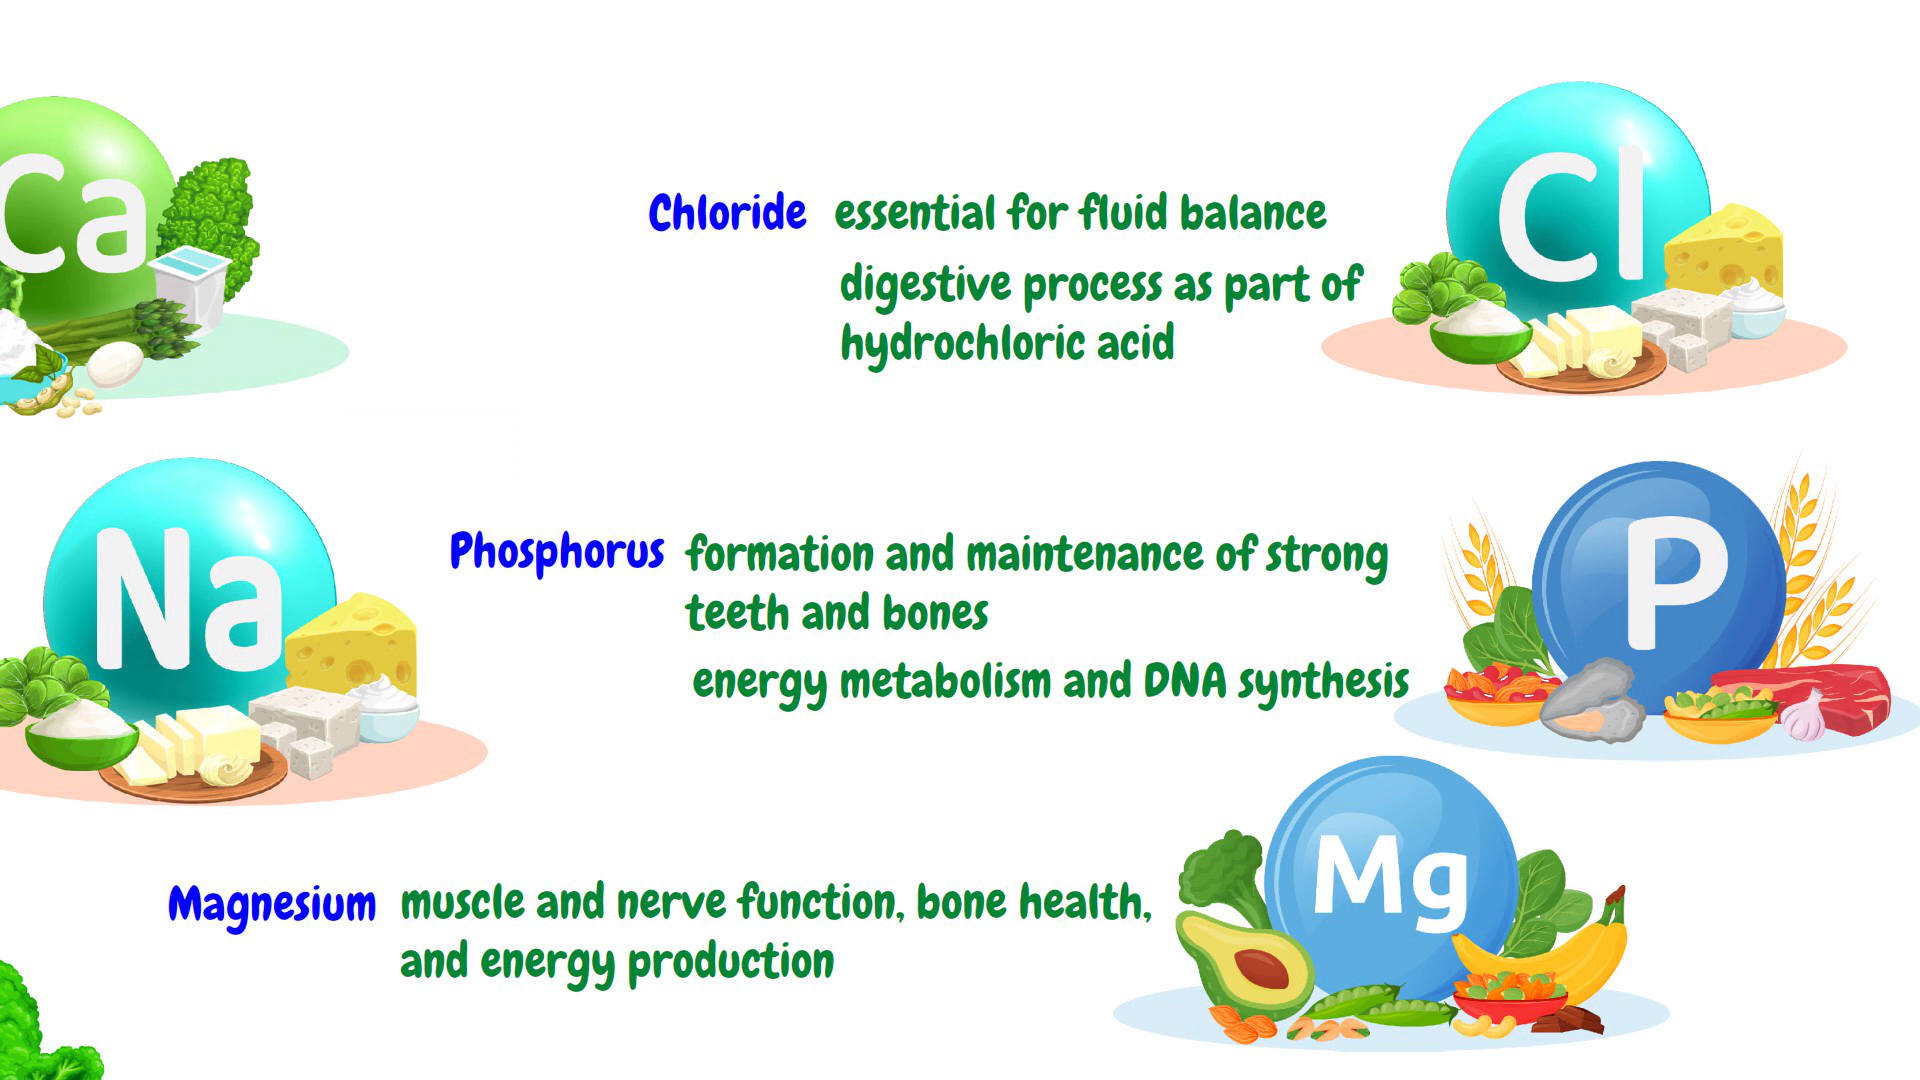 Ca
Chloride essential for fluid balance
digestive process as part of
hydrochloric acid
Cl
Na
Phosphorus formation and maintenance of strong
teeth and bones
energy metabolism and DNA synthesis
P
Magnesium muscle and nerve function, bone health,
and energy production
Mg